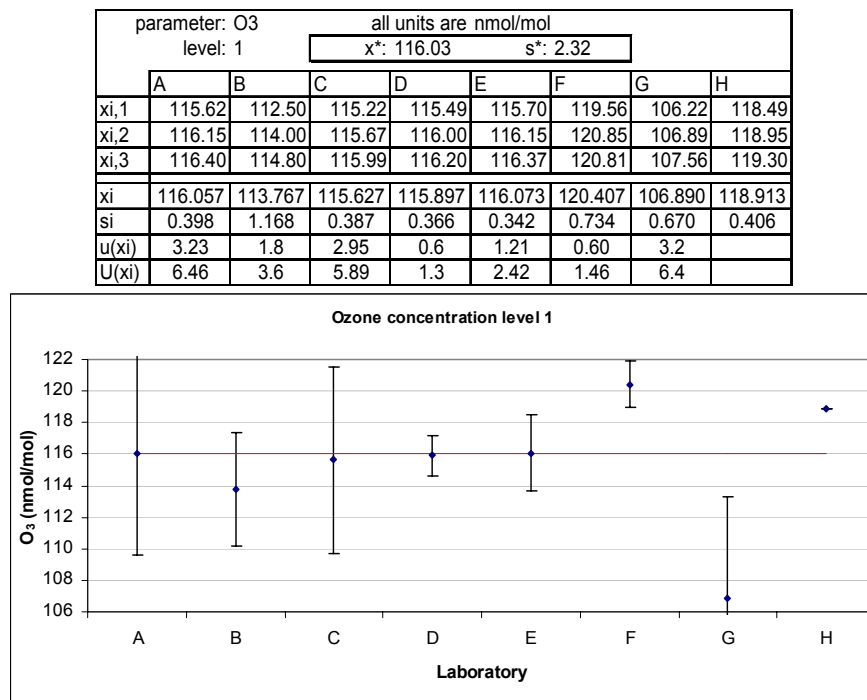 parameter: O3 all units are nmol/mol
level: 1 x*: 116.03 s*: 2.32
A B C D E F G H
xi,1 115.62 112.50 115.22 115.49 115.70 119.56 106.22 118.49
xi,2 116.15 114.00 115.67 116.00 116.15 120.85 106.89 118.95
xi,3 116.40 114.80 115.99 116.20 116.37 120.81 107.56 119.30
xi 116.057 113.767 115.627 115.897 116.073 120.407 106.890 118.913
si 0.398 1.168 0.387 0.366 0.342 0.734 0.670 0.406
u(xi) 3.23 1.8 2.95 0.6 1.21 0.60 3.2
U(xi) 6.46 3.6 5.89 1.3 2.42 1.46 6.4
Ozone concentration level 1
O₃ (nmol/mol)
122
120
118
116
114
112
110
108
106
A B C D E F G H
Laboratory